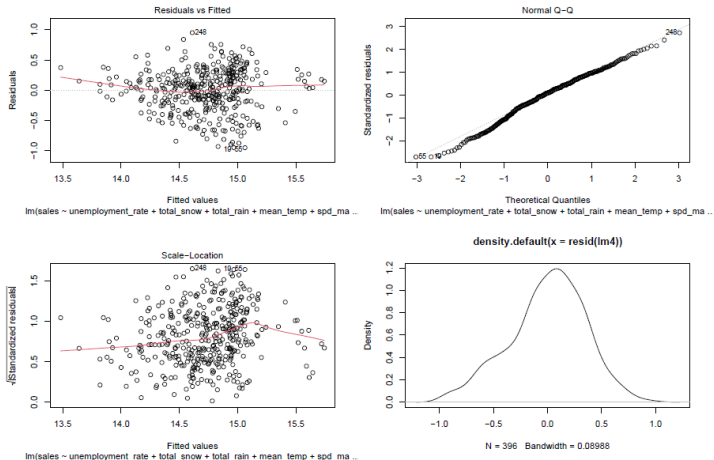 Residuals vs Fitted
Residuals
1.0
0.5
0.0
-0.5
-1.0
248
19 65
13.5 14.0 14.5 15.0 15.5
Fitted values
lm(sales ~ unemployment_rate + total_snow + total_rain + mean_temp + spd_ma ..
Normal Q-Q
Standardized residuals
3
2
1
0
-1
-2
248
65 19
-3 -2 -1 0 1 2 3
Theoretical Quantiles
lm(sales ~ unemployment_rate + total_snow + total_rain + mean_temp + spd_ma ..
Scale-Location
√|Standardized residuals|
1.5
1.0
0.5
0.0
248 19 65
13.5 14.0 14.5 15.0 15.5
Fitted values
lm(sales ~ unemployment_rate + total_snow + total_rain + mean_temp + spd_ma ..
density.default(x = resid(lm4))
Density
1.2
1.0
0.8
0.6
0.4
0.2
0.0
-1.0 -0.5 0.0 0.5 1.0
N = 396 Bandwidth = 0.08988